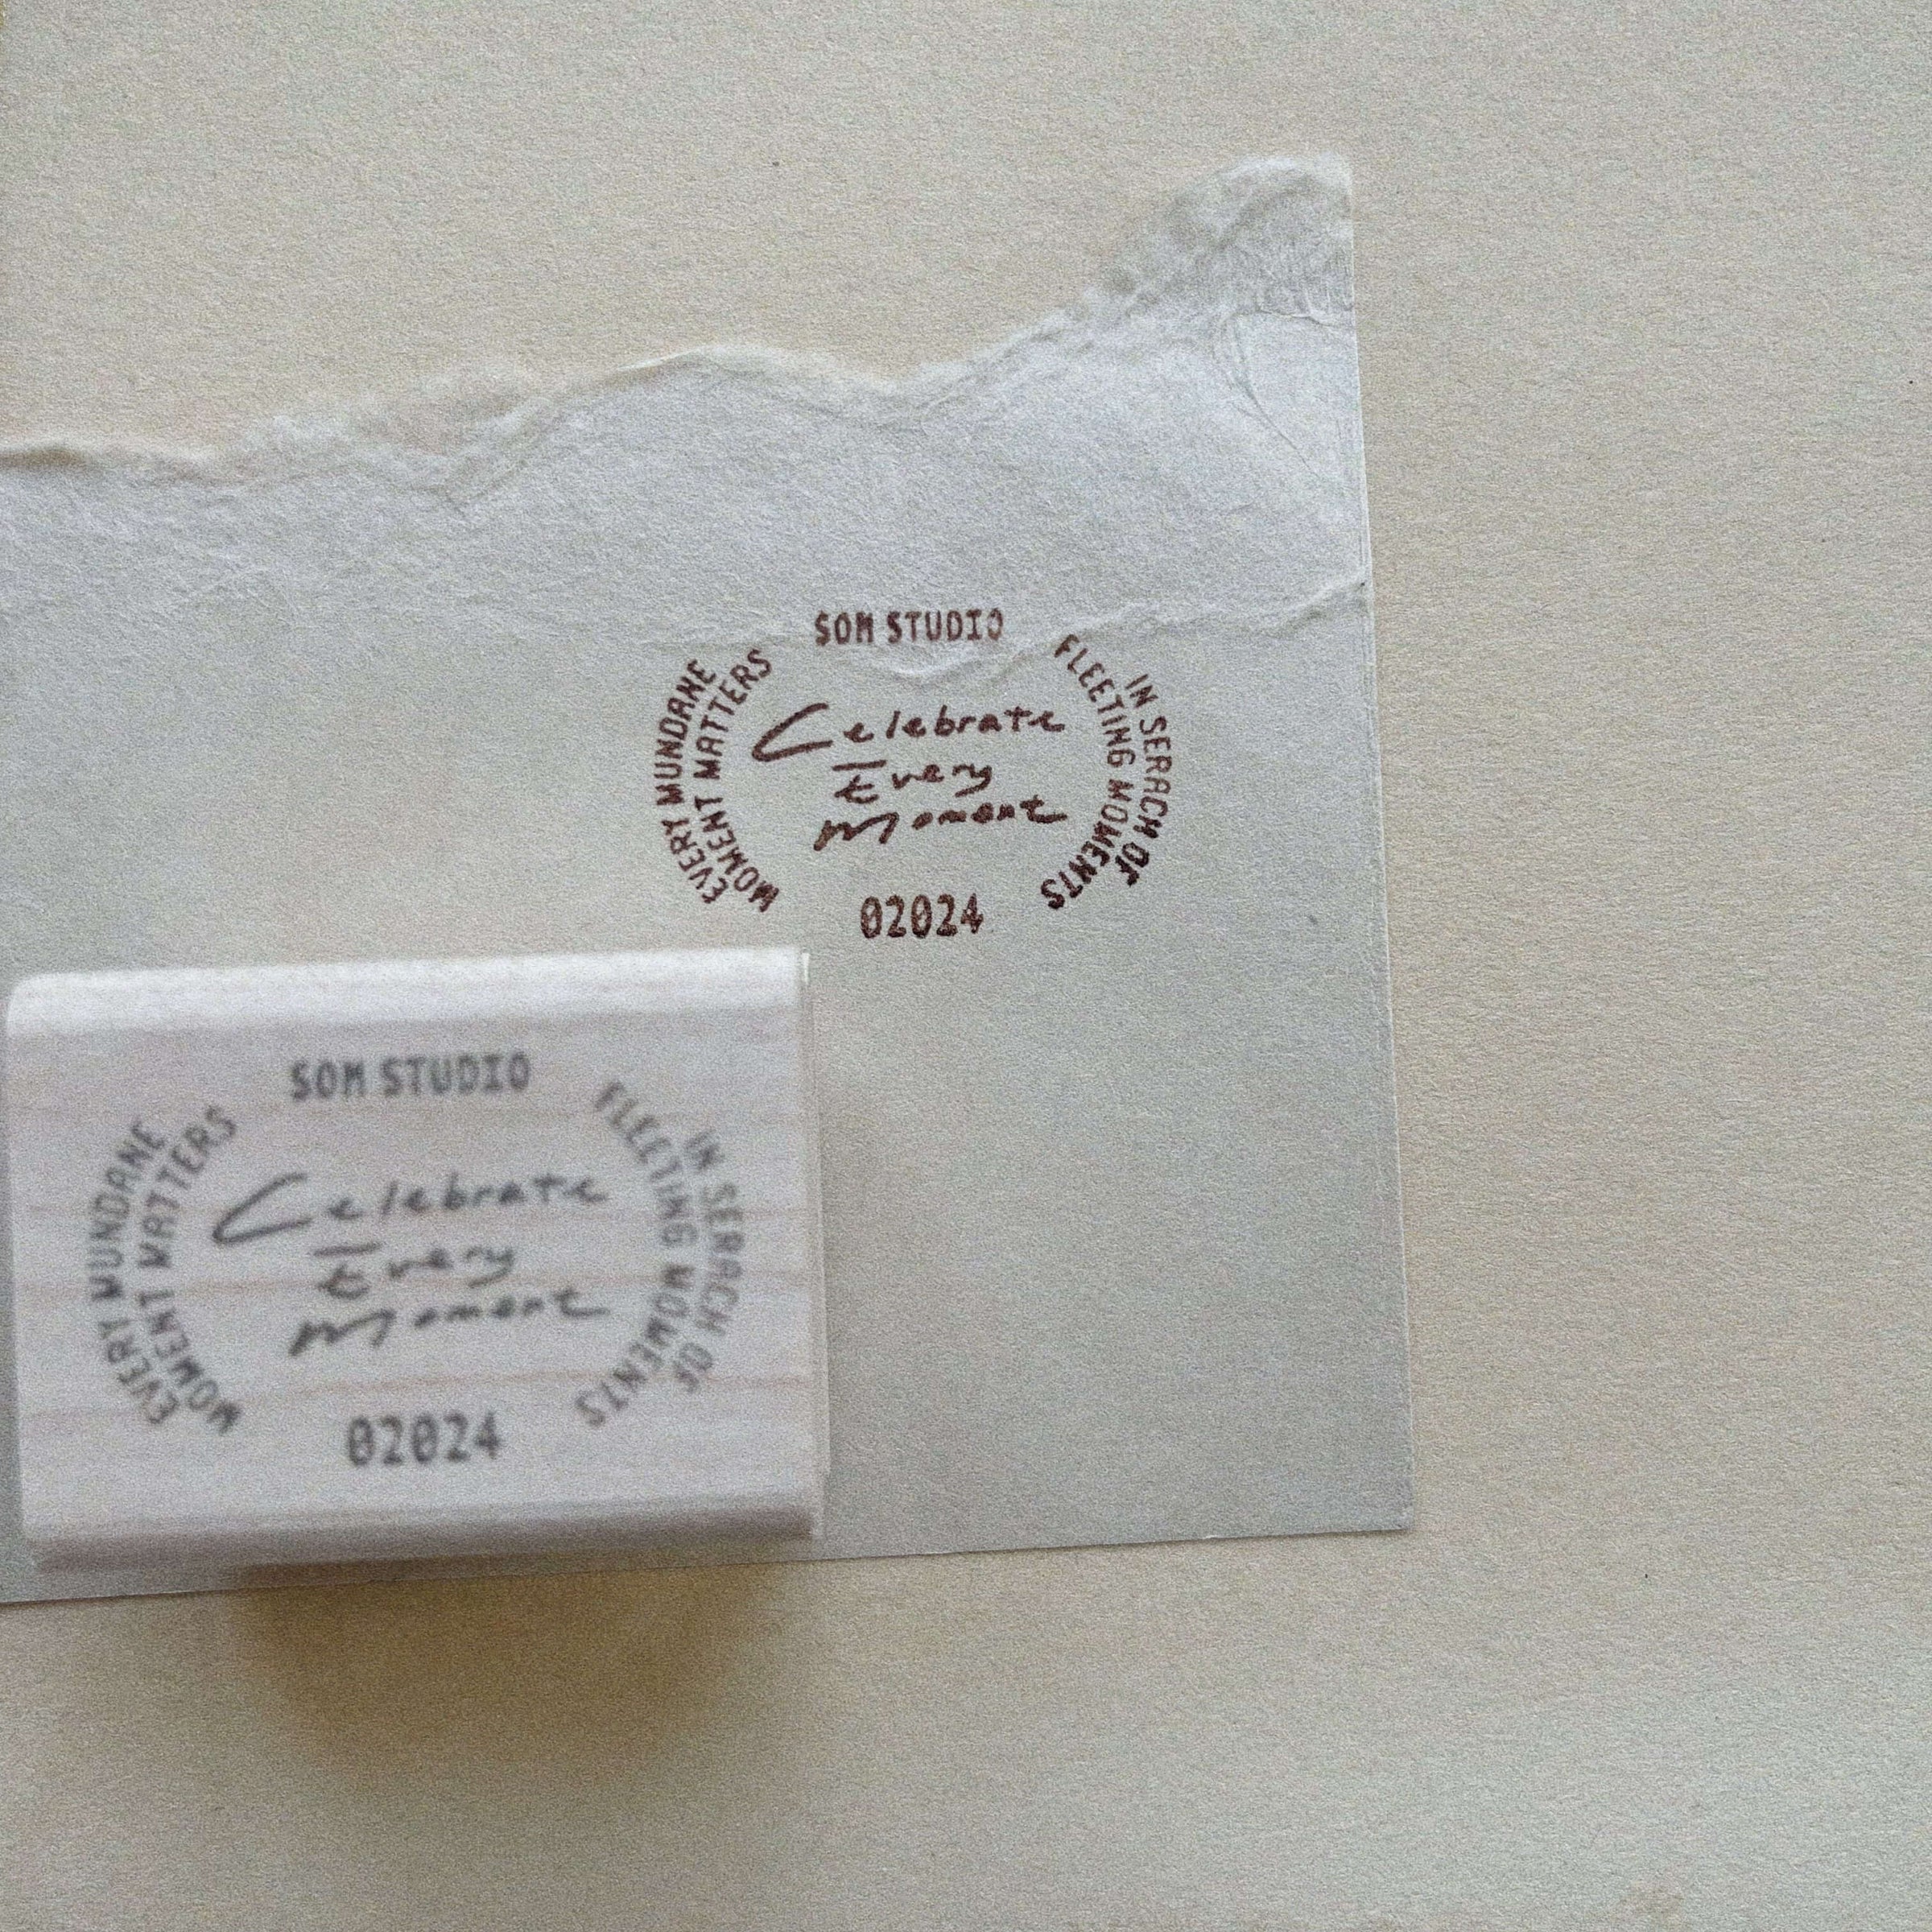 SOM STUDIO
EVERY MUNDANE
MOMENT MATTERS
Celebrate
Every
Moment
FLEETING MOMENTS
IN SERACH OF
02024
SOM STUDIO
EVERY MUNDANE
MOMENT MATTERS
Celebrate
Every
Moment
FLEETING MOMENTS
IN SERACH OF
02024